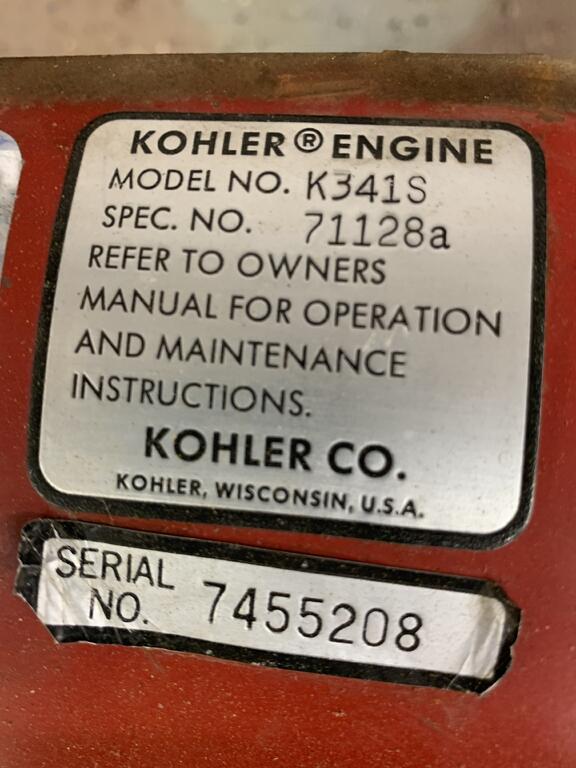 KOHLER® ENGINE
MODEL NO. K341S
SPEC. NO. 71128a
REFER TO OWNERS
MANUAL FOR OPERATION
AND MAINTENANCE
INSTRUCTIONS.
KOHLER CO.
KOHLER, WISCONSIN, U.S.A.
SERIAL
NO. 7455208